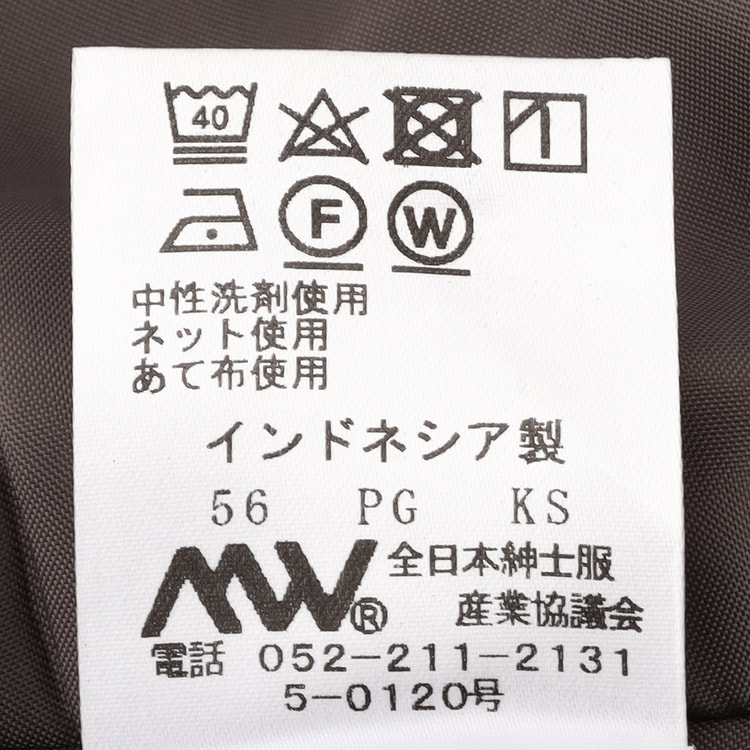 40
F W
中性洗剤使用
ネット使用
あて布使用
インドネシア製
56 PG KS
MW® 全日本紳士服
産業協議会
電話 052-211-2131
5-0120号